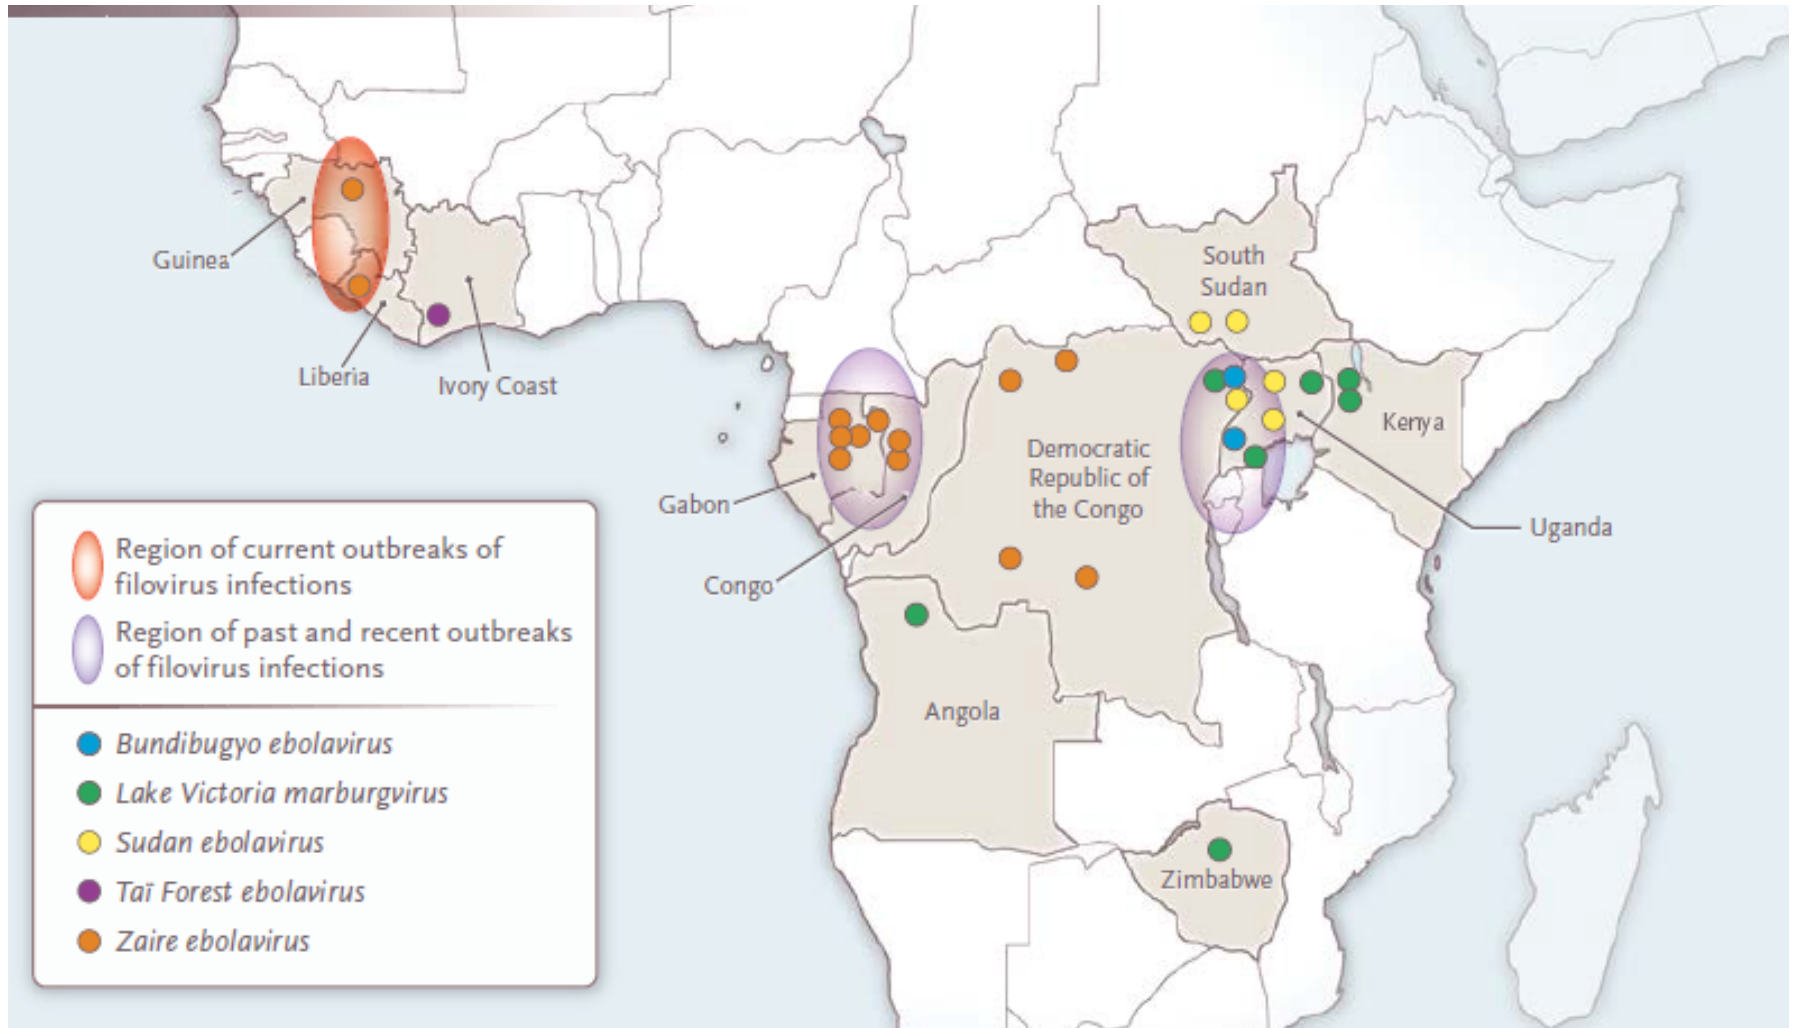 Guinea
Liberia
Ivory Coast
South
Sudan
Democratic
Republic of
the Congo
Kenya
Uganda
Gabon
Congo
Angola
Zimbabwe
Region of current outbreaks of
filovirus infections
Region of past and recent outbreaks
of filovirus infections
Bundibugyo ebolavirus
Lake Victoria marburgvirus
Sudan ebolavirus
Taï Forest ebolavirus
Zaire ebolavirus